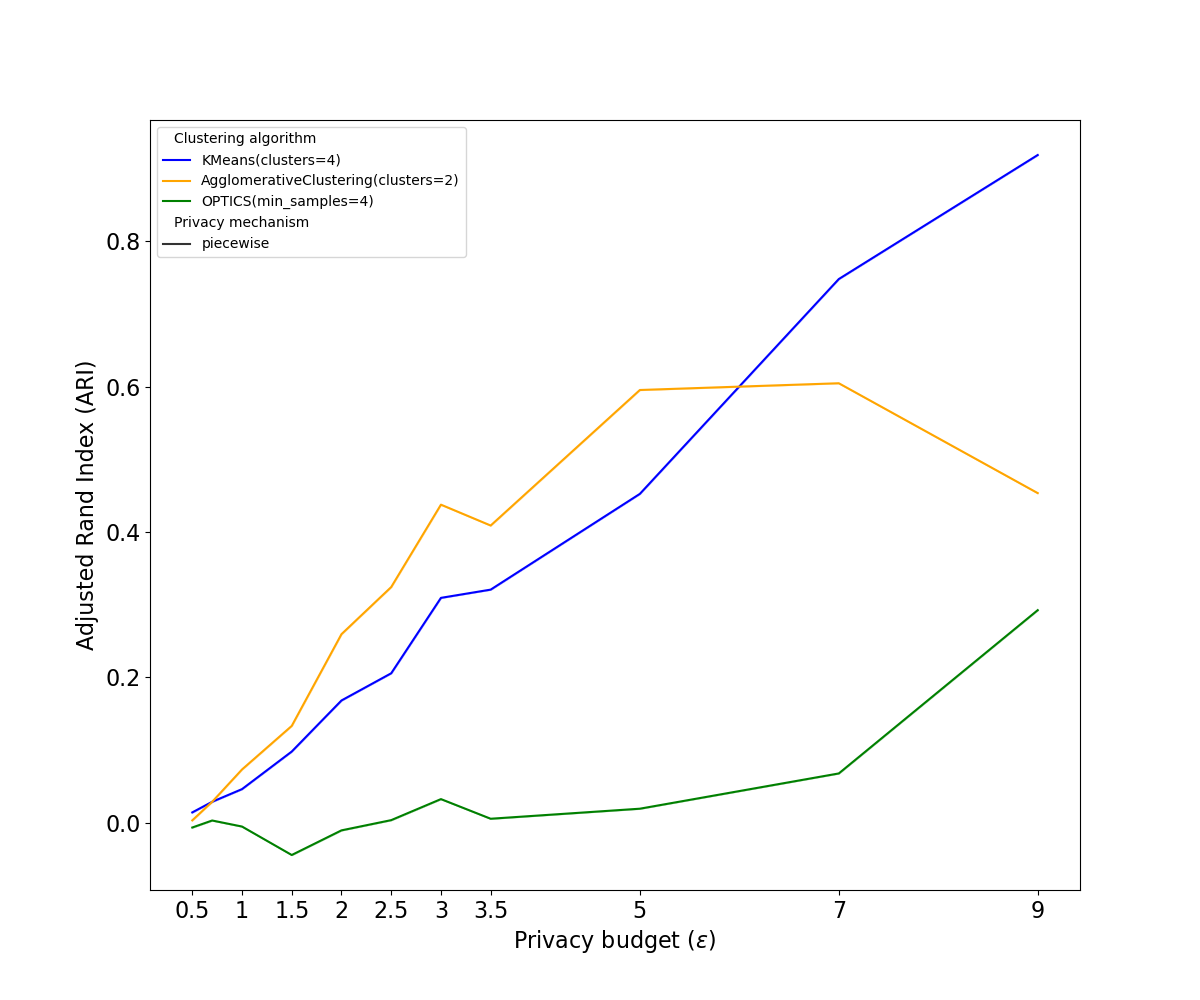 Clustering algorithm
KMeans(clusters=4)
AgglomerativeClustering(clusters=2)
OPTICS(min_samples=4)
Privacy mechanism
piecewise
0.8
0.6
0.4
0.2
0.0
Adjusted Rand Index (ARI)
0.5 1 1.5 2 2.5 3 3.5 5 7 9
Privacy budget (ε)